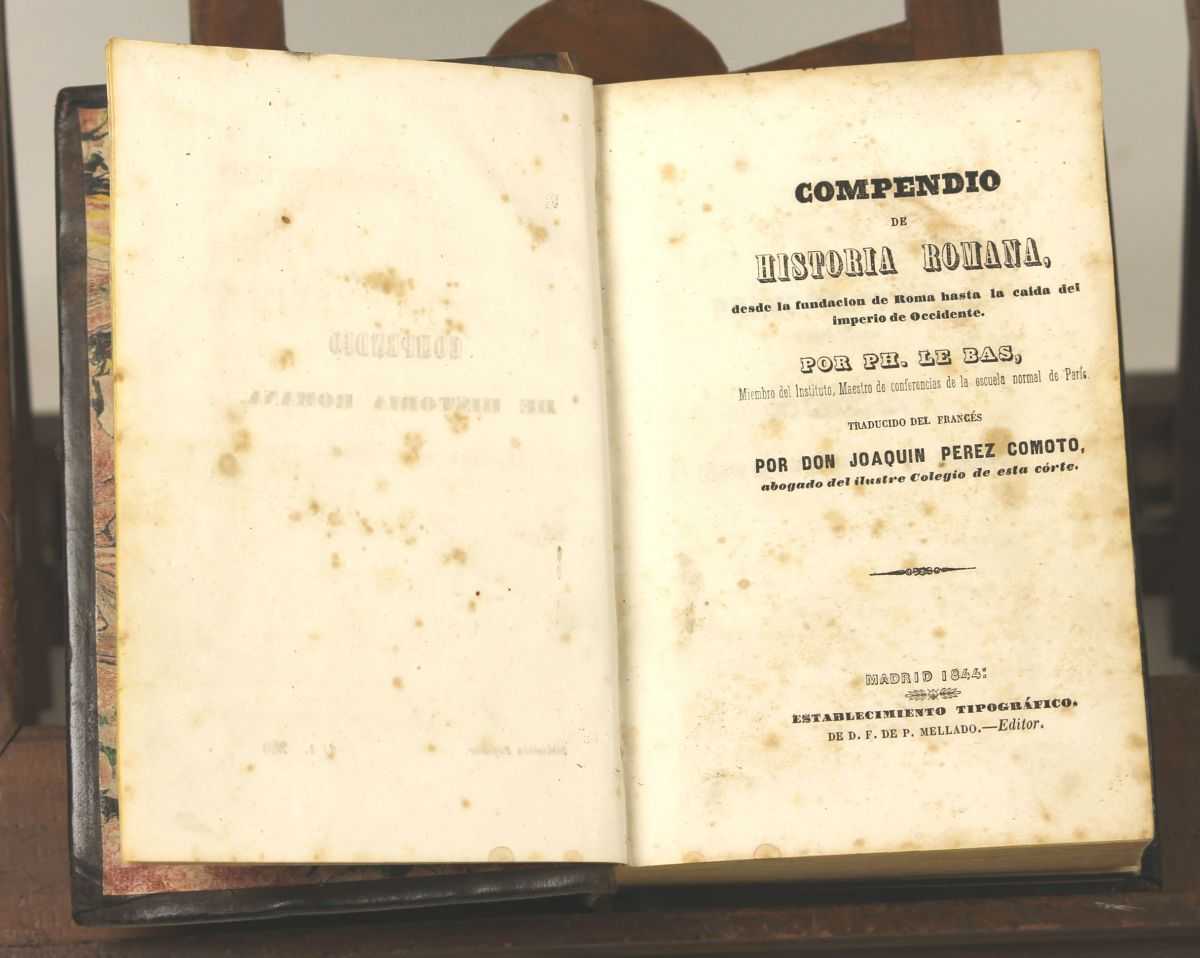 COMPENDIO
DE
HISTORIA ROMANA,
desde la fundacion de Roma hasta la caida del
imperio de Occidente.
POR PH. LE BAS,
Miembro del Instituto, Maestro de conferencias de la escuela normal de París.
TRADUCIDO DEL FRANCÉS
POR DON JOAQUIN PEREZ COMOTO,
abogado del ilustre Colegio de esta córte.
MADRID 1844:
ESTABLECIMIENTO TIPOGRÁFICO.
DE D. F. DE P. MELLADO.—Editor.